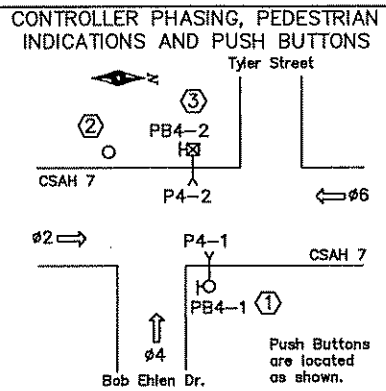 CONTROLLER PHASING, PEDESTRIAN
INDICATIONS AND PUSH BUTTONS
Tyler Street
N
3
2
PB4-2
CSAH 7
P4-2
ø6
ø2
P4-1
CSAH 7
PB4-1
1
ø4
Push Buttons
are located
as shown.
Bob Ehlen Dr.